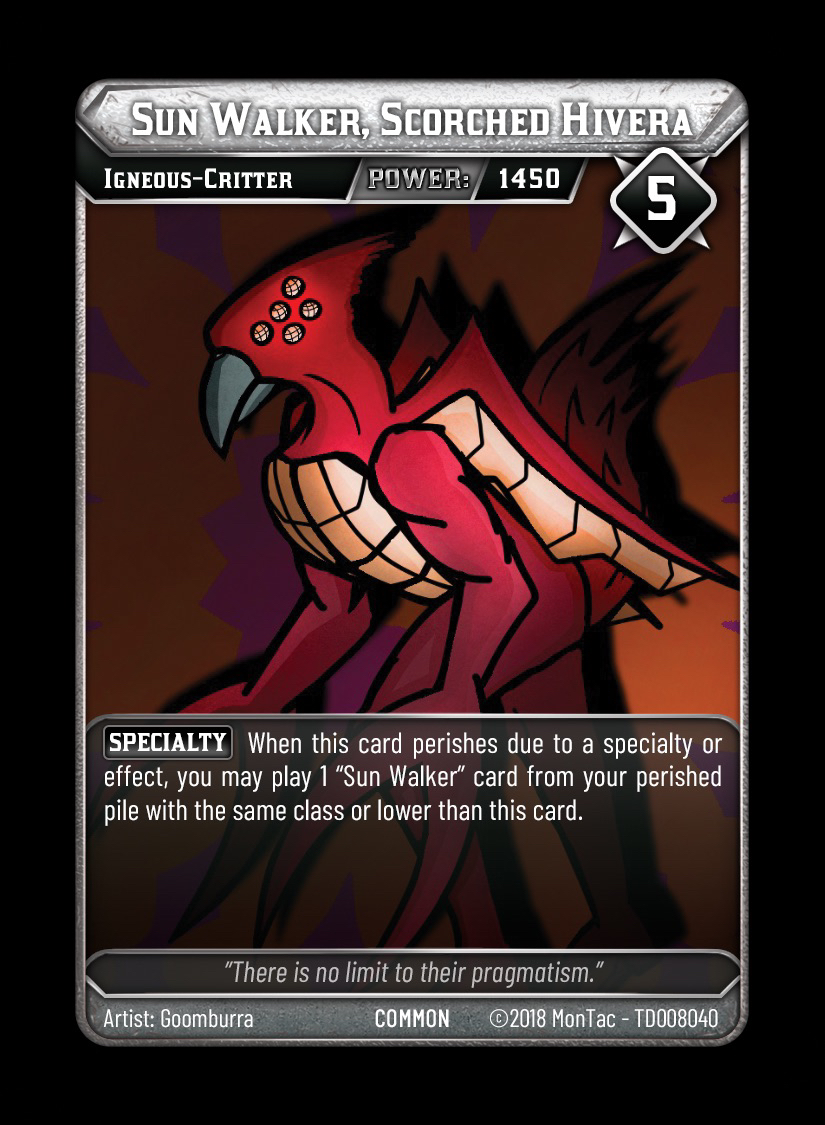 Sun Walker, Scorched Hivera
Igneous-Critter POWER: 1450
5
SPECIALTY When this card perishes due to a specialty or
effect, you may play 1 “Sun Walker” card from your perished
pile with the same class or lower than this card.
“There is no limit to their pragmatism.”
Artist: Goomburra COMMON ©2018 MonTac - TD008040